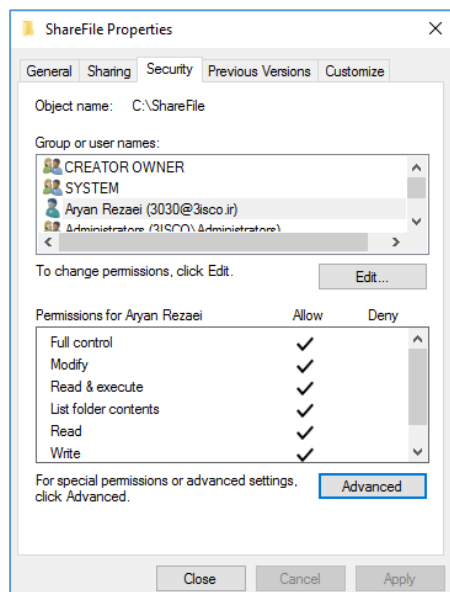 ShareFile Properties
General Sharing Security Previous Versions Customize
Object name: C:\ShareFile
Group or user names:
CREATOR OWNER
SYSTEM
Aryan Rezaei (3030@3isco.ir)
Administrators (3ISCO\Administrators)
To change permissions, click Edit.
Edit...
Permissions for Aryan Rezaei Allow Deny
Full control
Modify
Read & execute
List folder contents
Read
Write
For special permissions or advanced settings,
click Advanced.
Advanced
Close Cancel Apply